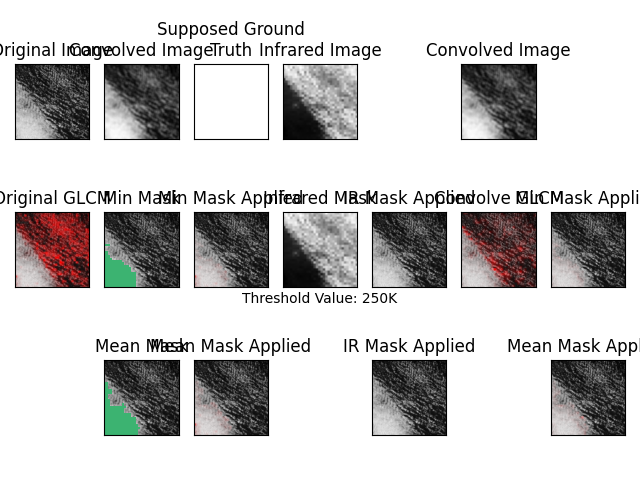 Supposed Ground
Original Image Convolved Image Truth Infrared Image Convolved Image
Original GLCM Min Mask Min Mask Applied Infrared Mask IR Mask Applied Convolve GLCM Min Mask Appli
Threshold Value: 250K
Mean Mask Mean Mask Applied IR Mask Applied Mean Mask Appl